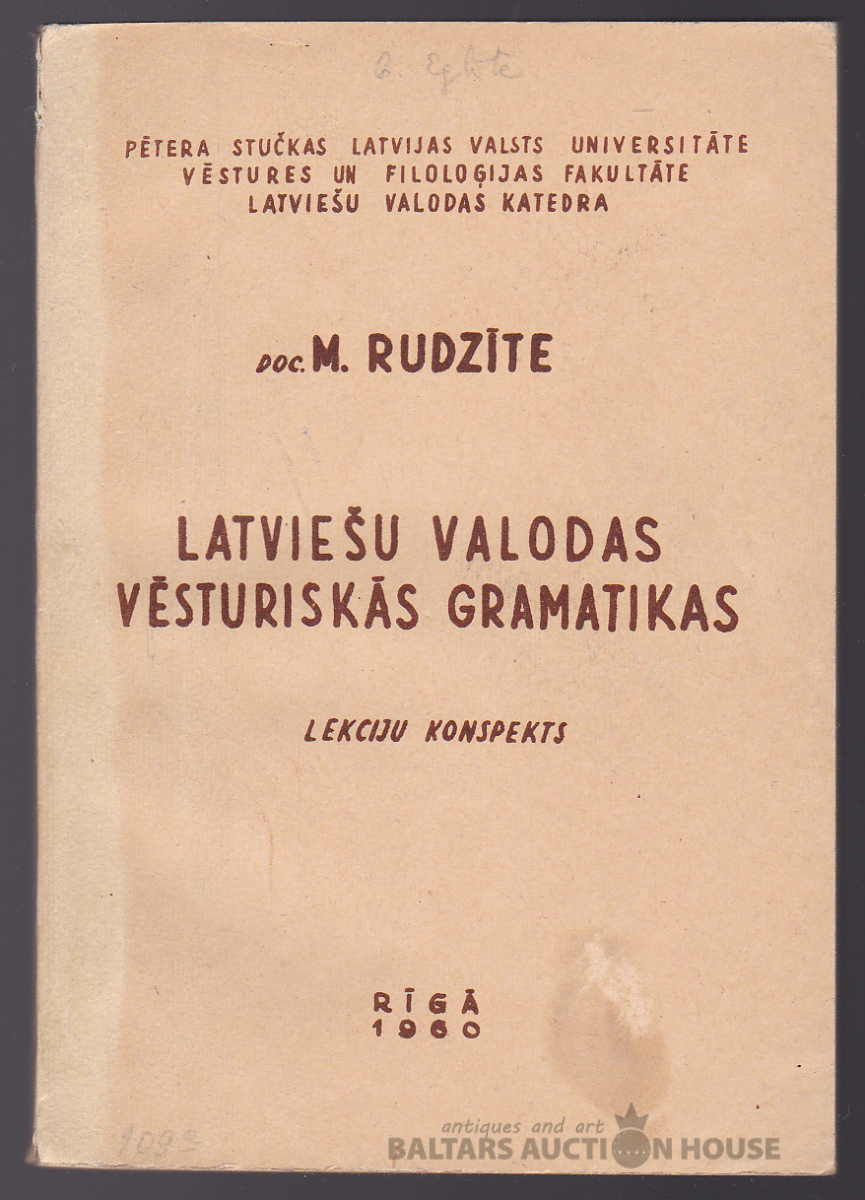 PĒTERA STUČKAS LATVIJAS VALSTS UNIVERSITĀTE
VĒSTURES UN FILOLOĢIJAS FAKULTĀTE
LATVIEŠU VALODAS KATEDRA
DOC. M. RUDZĪTE
LATVIEŠU VALODAS
VĒSTURISKĀS GRAMATIKAS
LEKCIJU KONSPEKTS
RĪGĀ
1960
antiques and art
BALTARS AUCTION HOUSE